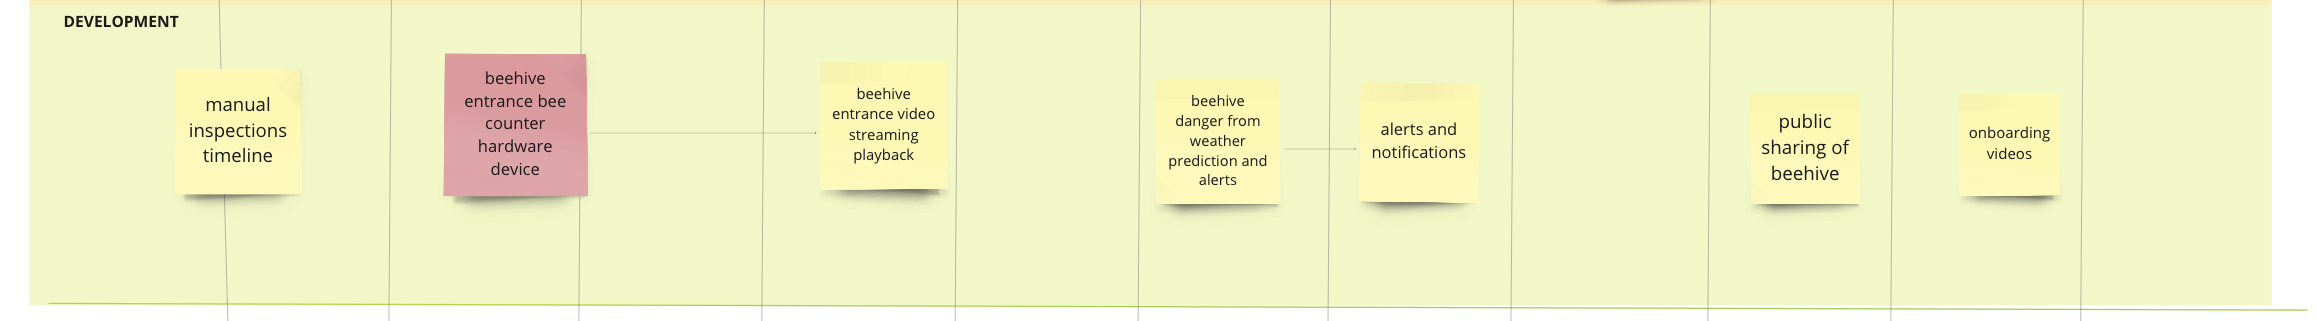 DEVELOPMENT
manual
inspections
timeline
beehive
entrance bee
counter
hardware
device
beehive
entrance video
streaming
playback
beehive
danger from
weather
prediction and
alerts
alerts and
notifications
public
sharing of
beehive
onboarding
videos